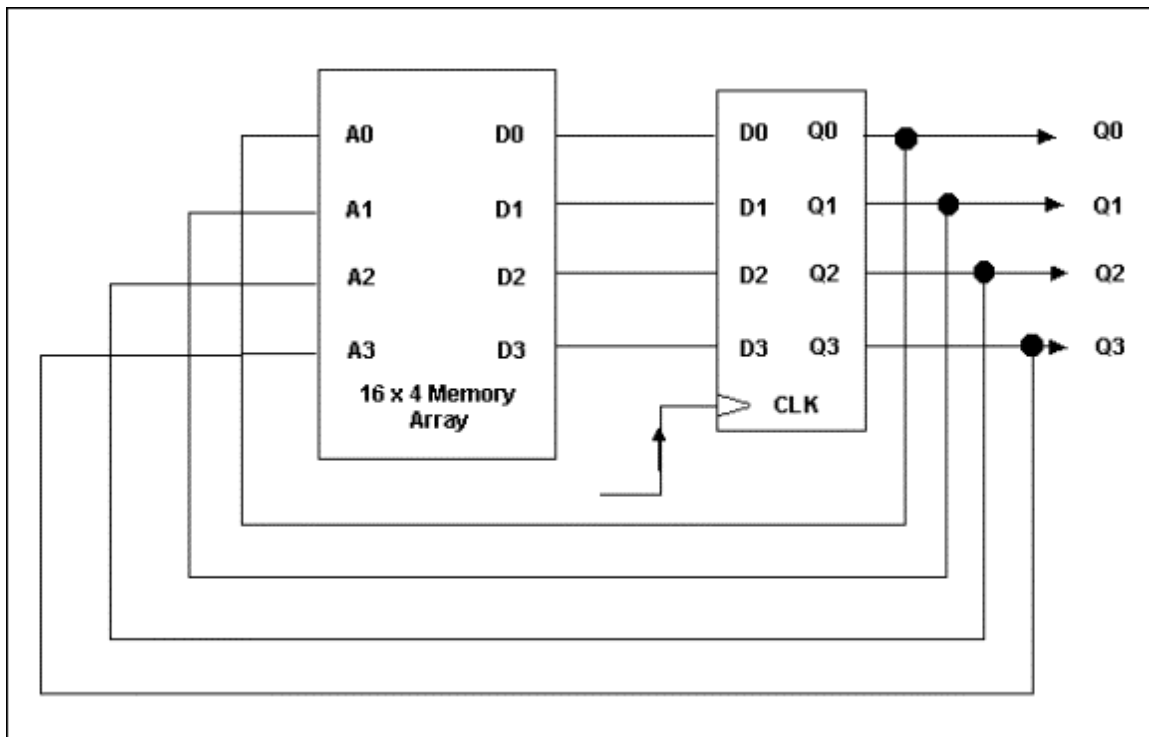 A0 D0 D0 Q0 Q0
A1 D1 D1 Q1 Q1
A2 D2 D2 Q2 Q2
A3 D3 D3 Q3 Q3
16 x 4 Memory
Array
CLK